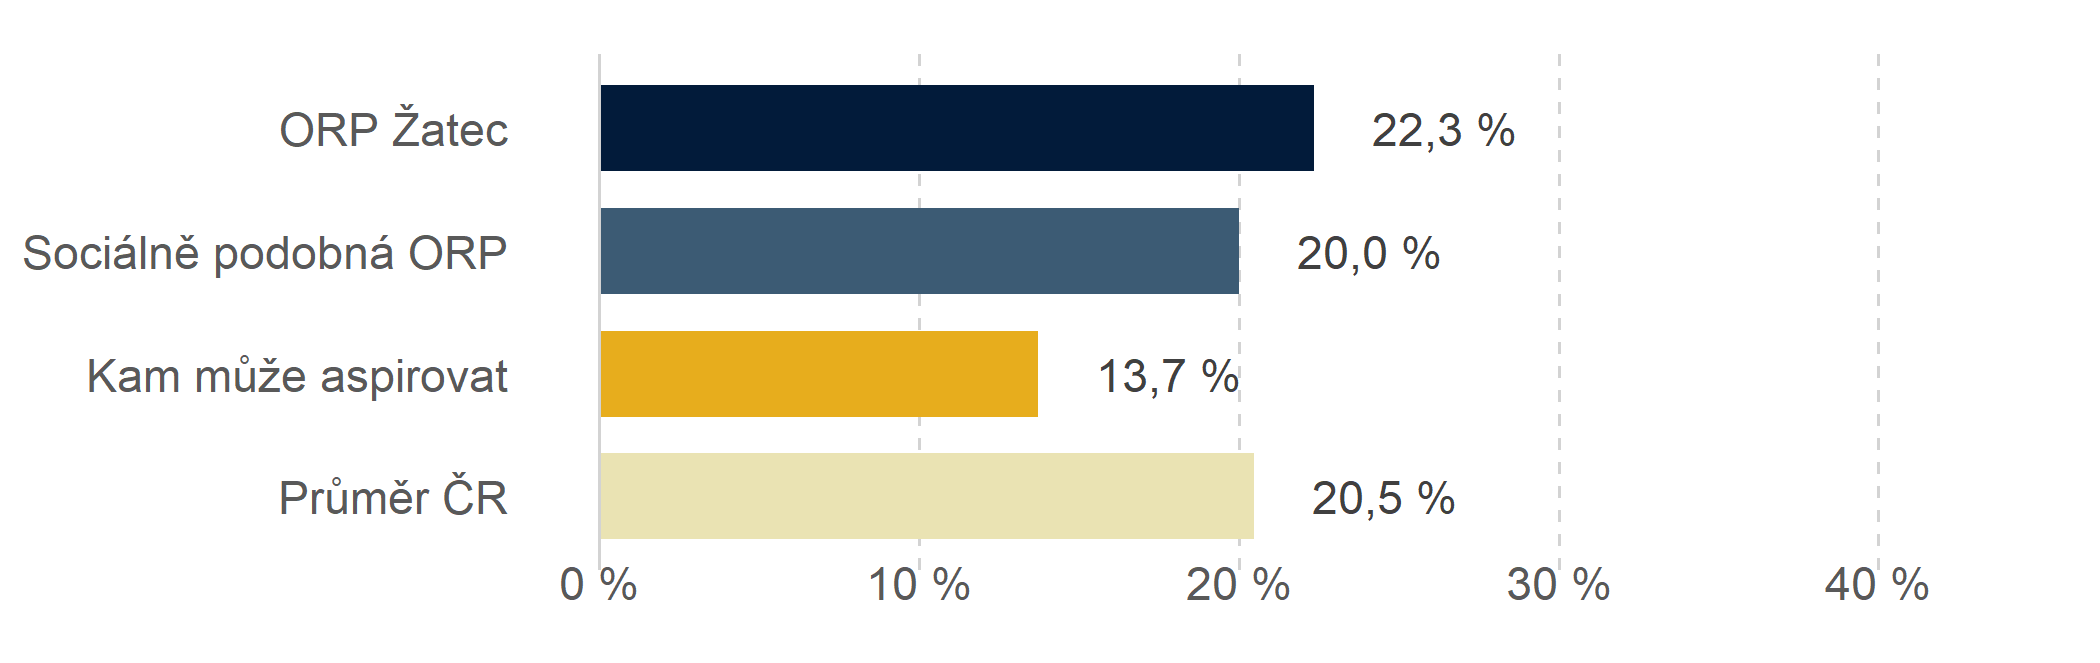 ORP Žatec
22,3 %
Sociálně podobná ORP
20,0 %
Kam může aspirovat
13,7 %
Průměr ČR
20,5 %
0 %
10 %
20 %
30 %
40 %